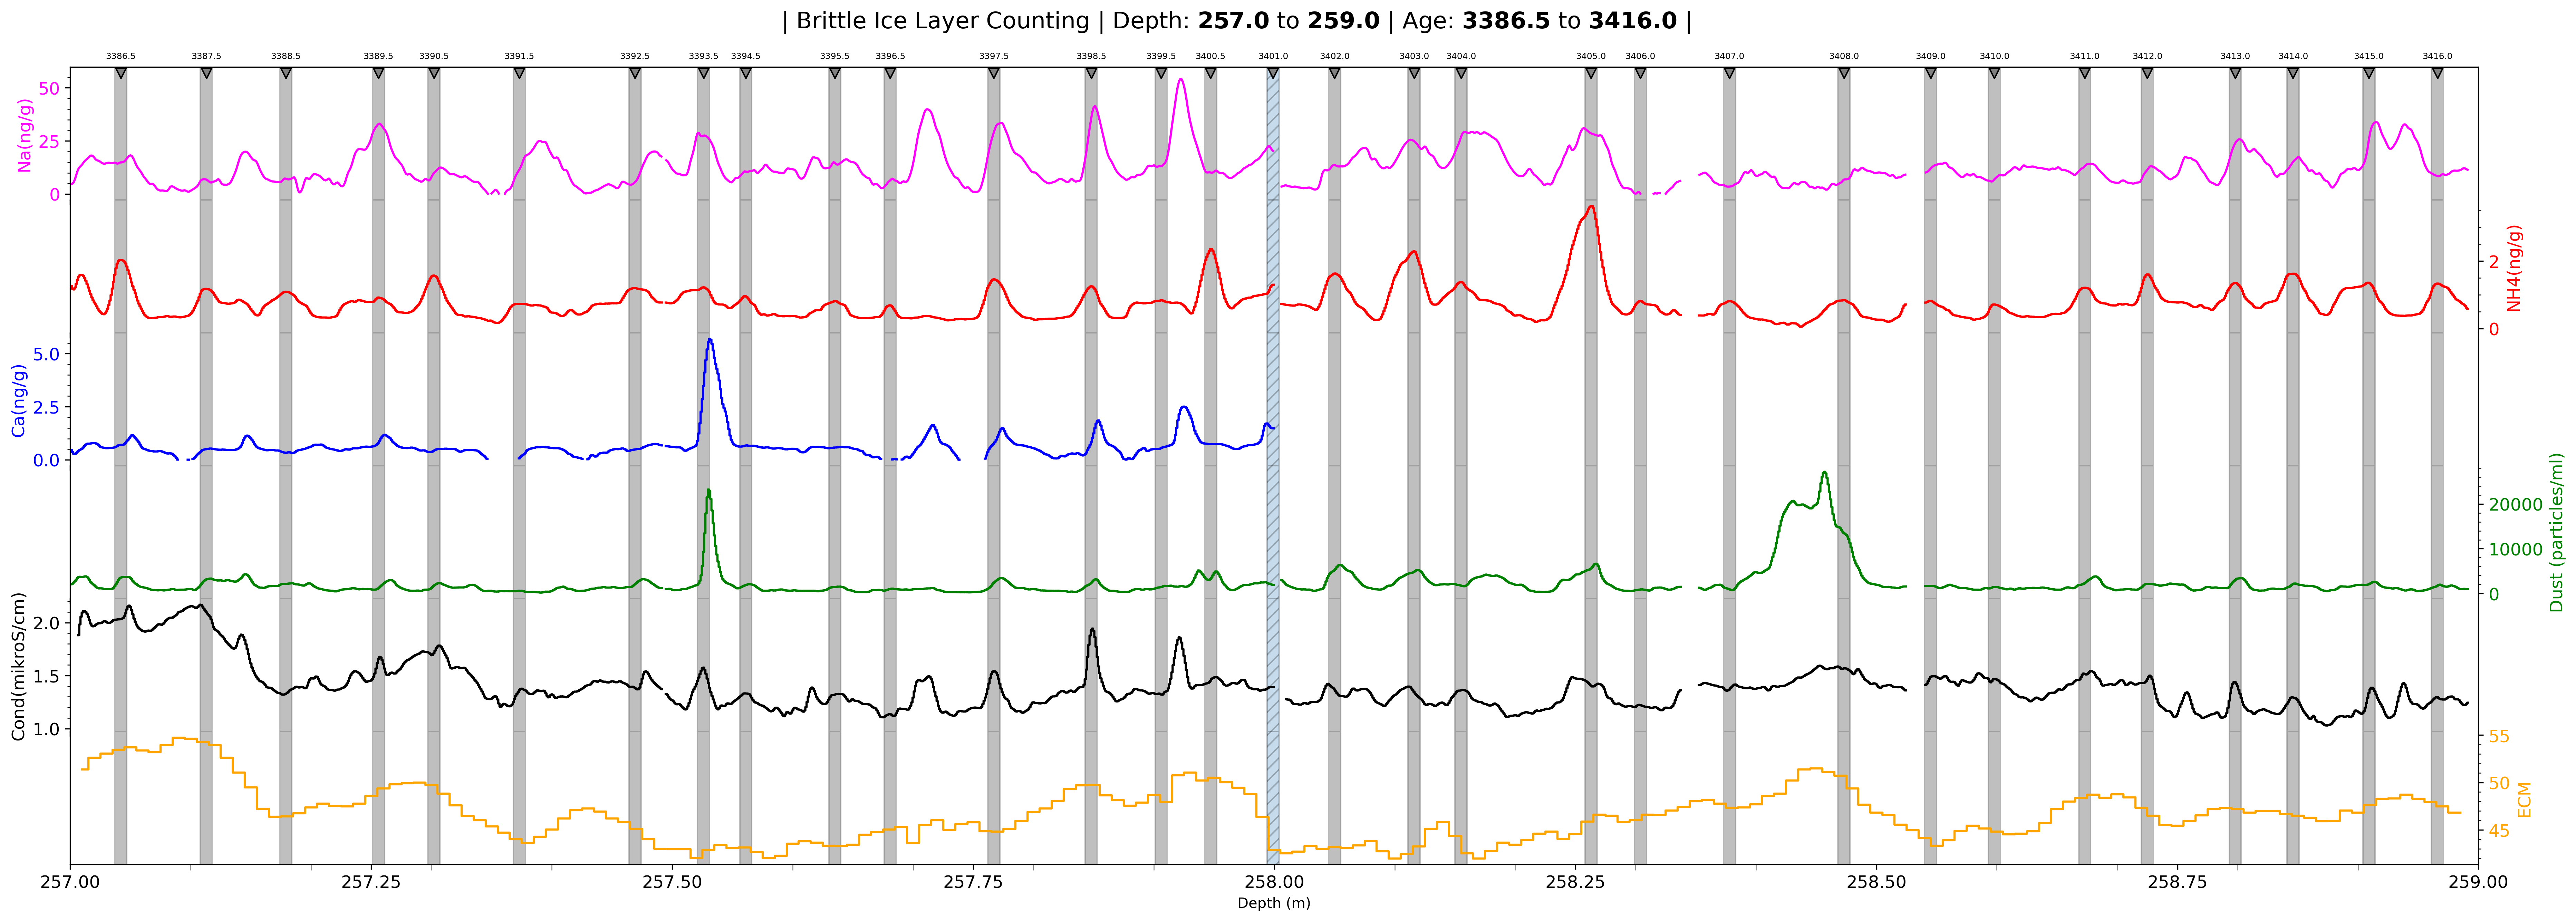 | Brittle Ice Layer Counting | Depth: 257.0 to 259.0 | Age: 3386.5 to 3416.0 |
3386.5 3387.5 3388.5 3389.5 3390.5 3391.5 3392.5 3393.5 3394.5 3395.5 3396.5 3397.5 3398.5 3399.5 3400.5 3401.0 3402.0 3403.0 3404.0 3405.0 3406.0 3407.0 3408.0 3409.0 3410.0 3411.0 3412.0 3413.0 3414.0 3415.0 3416.0
Na(ng/g)
50
25
0
NH4(ng/g)
2
0
Ca(ng/g)
5.0
2.5
0.0
Dust (particles/ml)
20000
10000
0
Cond(mikroS/cm)
2.0
1.5
1.0
ECM
55
50
45
257.00 257.25 257.50 257.75 258.00 258.25 258.50 258.75 259.00
Depth (m)